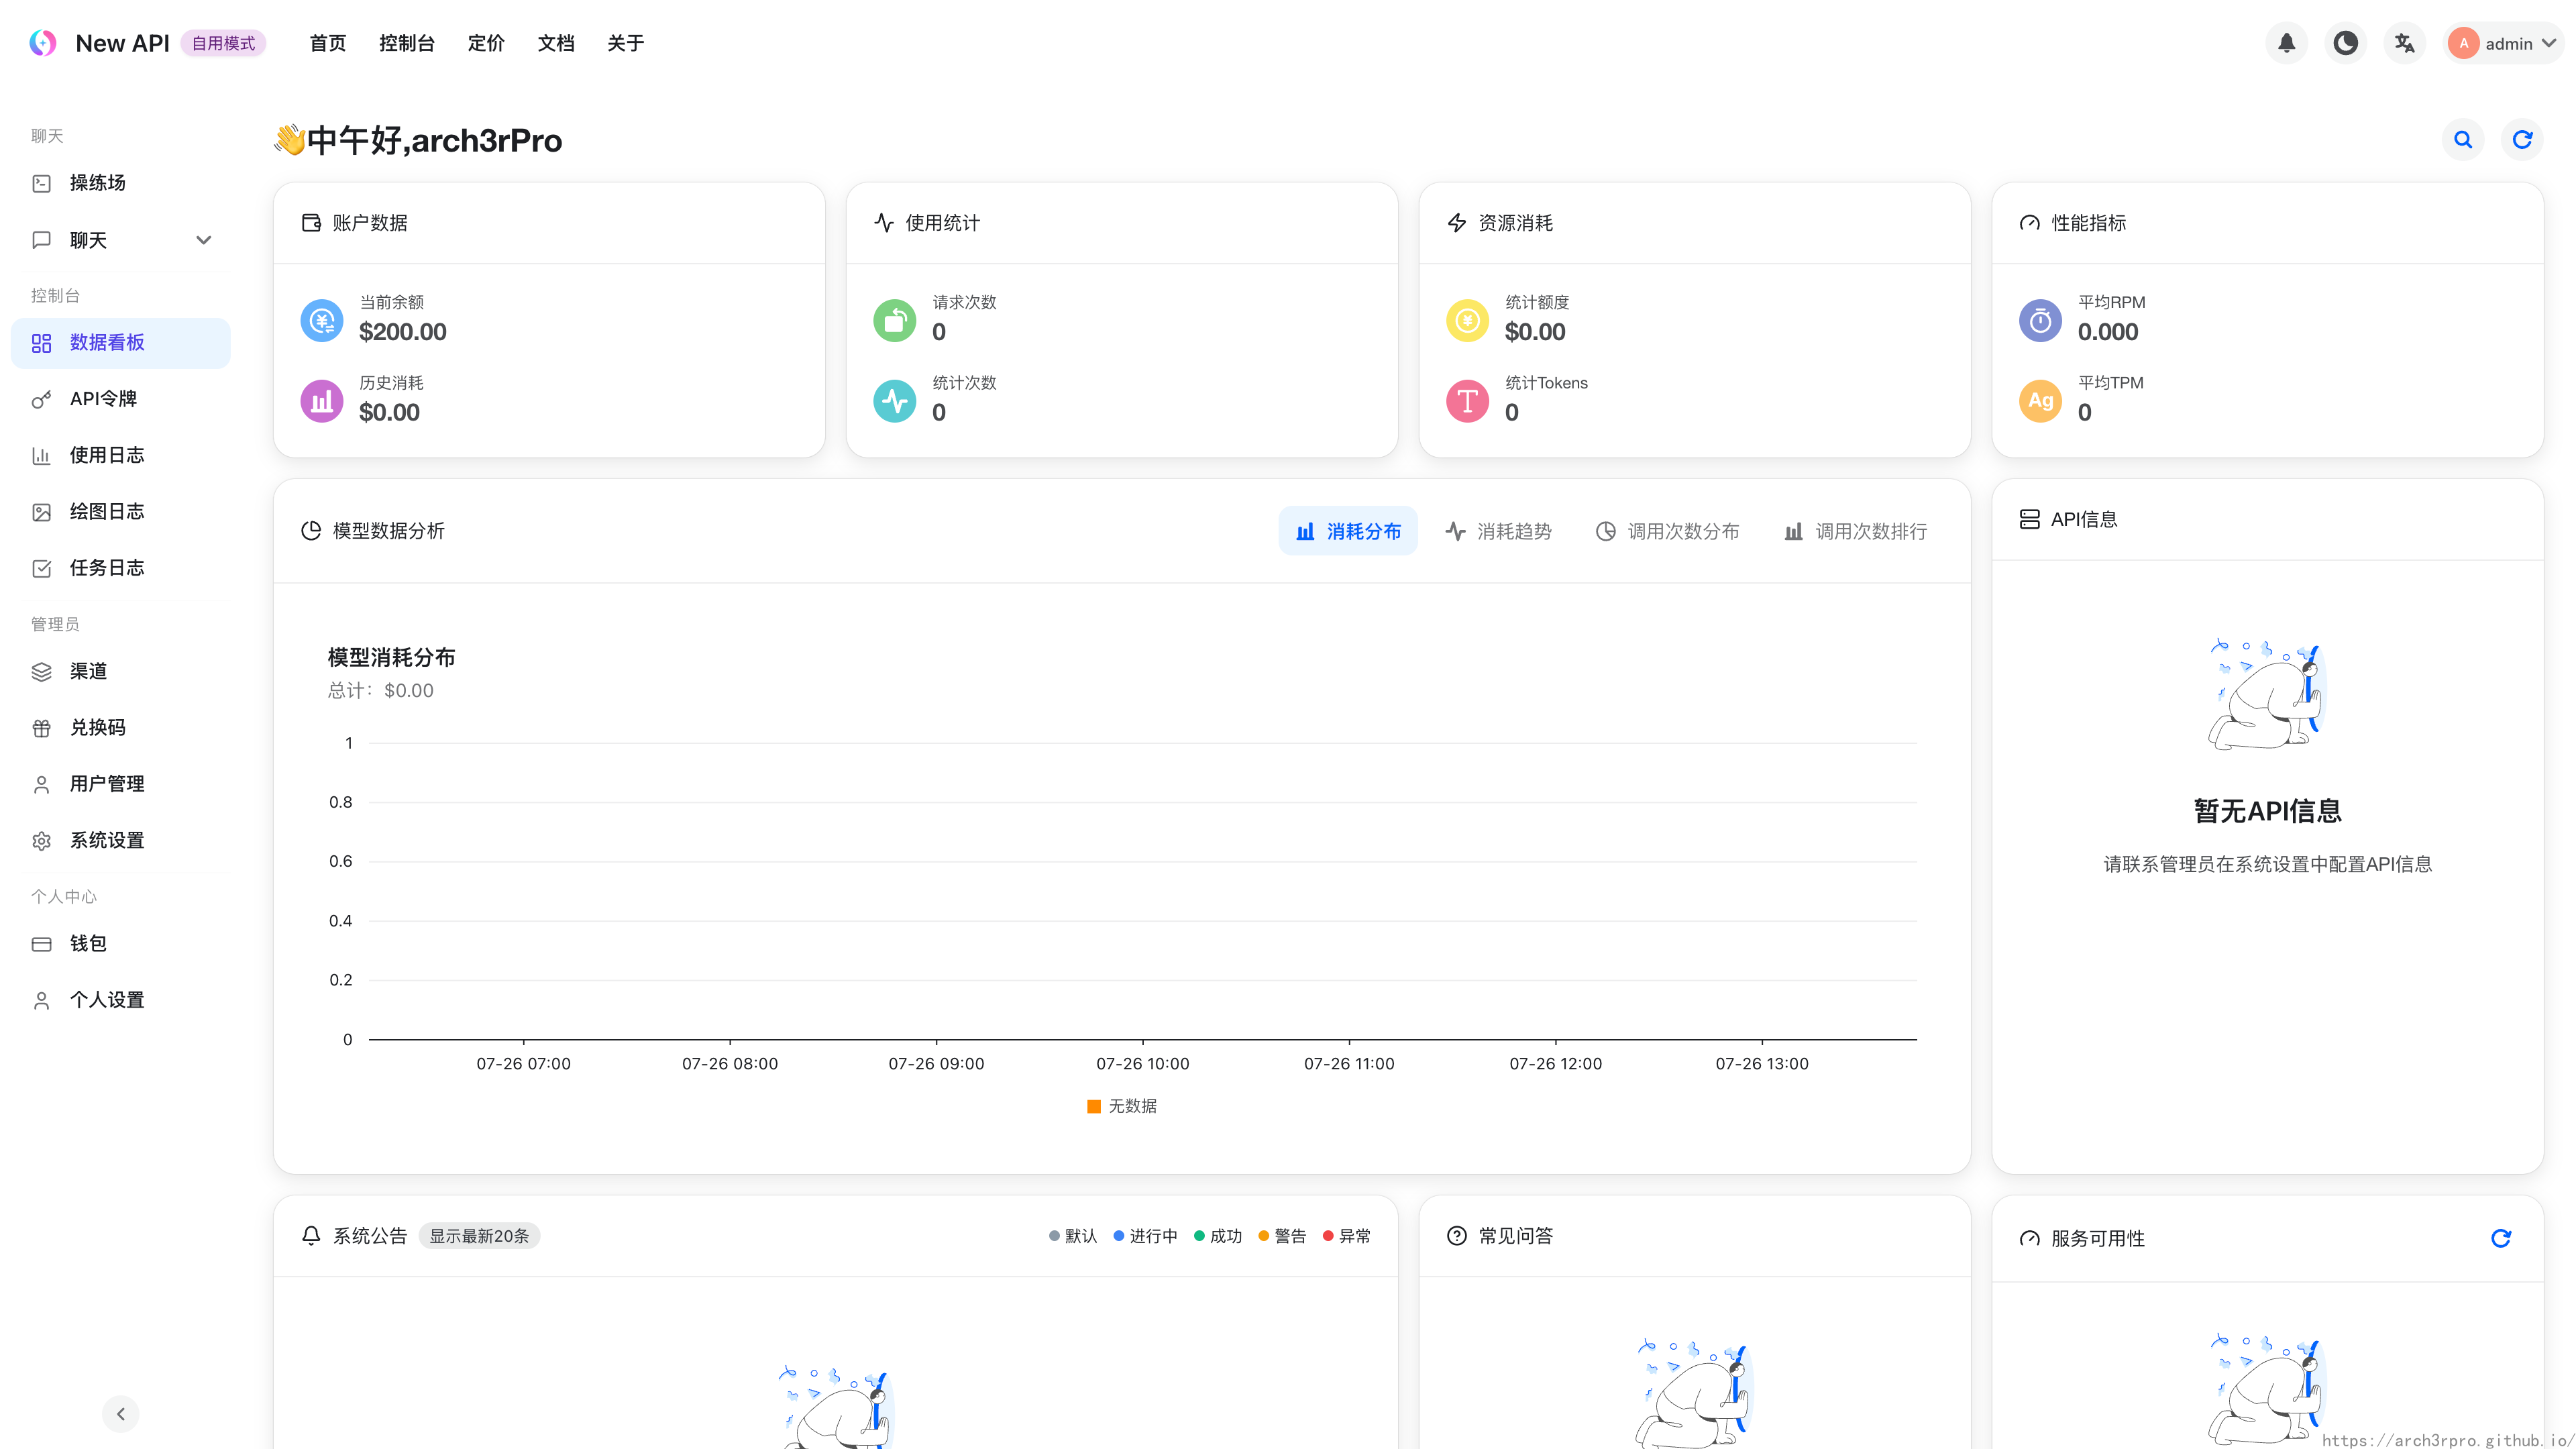 New API 自用模式 首页 控制台 定价 文档 关于 A admin
聊天
操练场
聊天
控制台
数据看板
API令牌
使用日志
绘图日志
任务日志
管理员
渠道
兑换码
用户管理
系统设置
个人中心
钱包
个人设置
👋中午好,arch3rPro
账户数据
当前余额
$200.00
历史消耗
$0.00
使用统计
请求次数
0
统计次数
0
资源消耗
统计额度
$0.00
统计Tokens
0
性能指标
平均RPM
0.000
Ag
平均TPM
0
模型数据分析 消耗分布 消耗趋势 调用次数分布 调用次数排行
模型消耗分布
总计：$0.00
1
0.8
0.6
0.4
0.2
0
07-26 07:00 07-26 08:00 07-26 09:00 07-26 10:00 07-26 11:00 07-26 12:00 07-26 13:00
无数据
API信息
暂无API信息
请联系管理员在系统设置中配置API信息
系统公告 显示最新20条 默认 进行中 成功 警告 异常
常见问答
服务可用性
https://arch3rpro.github.io/